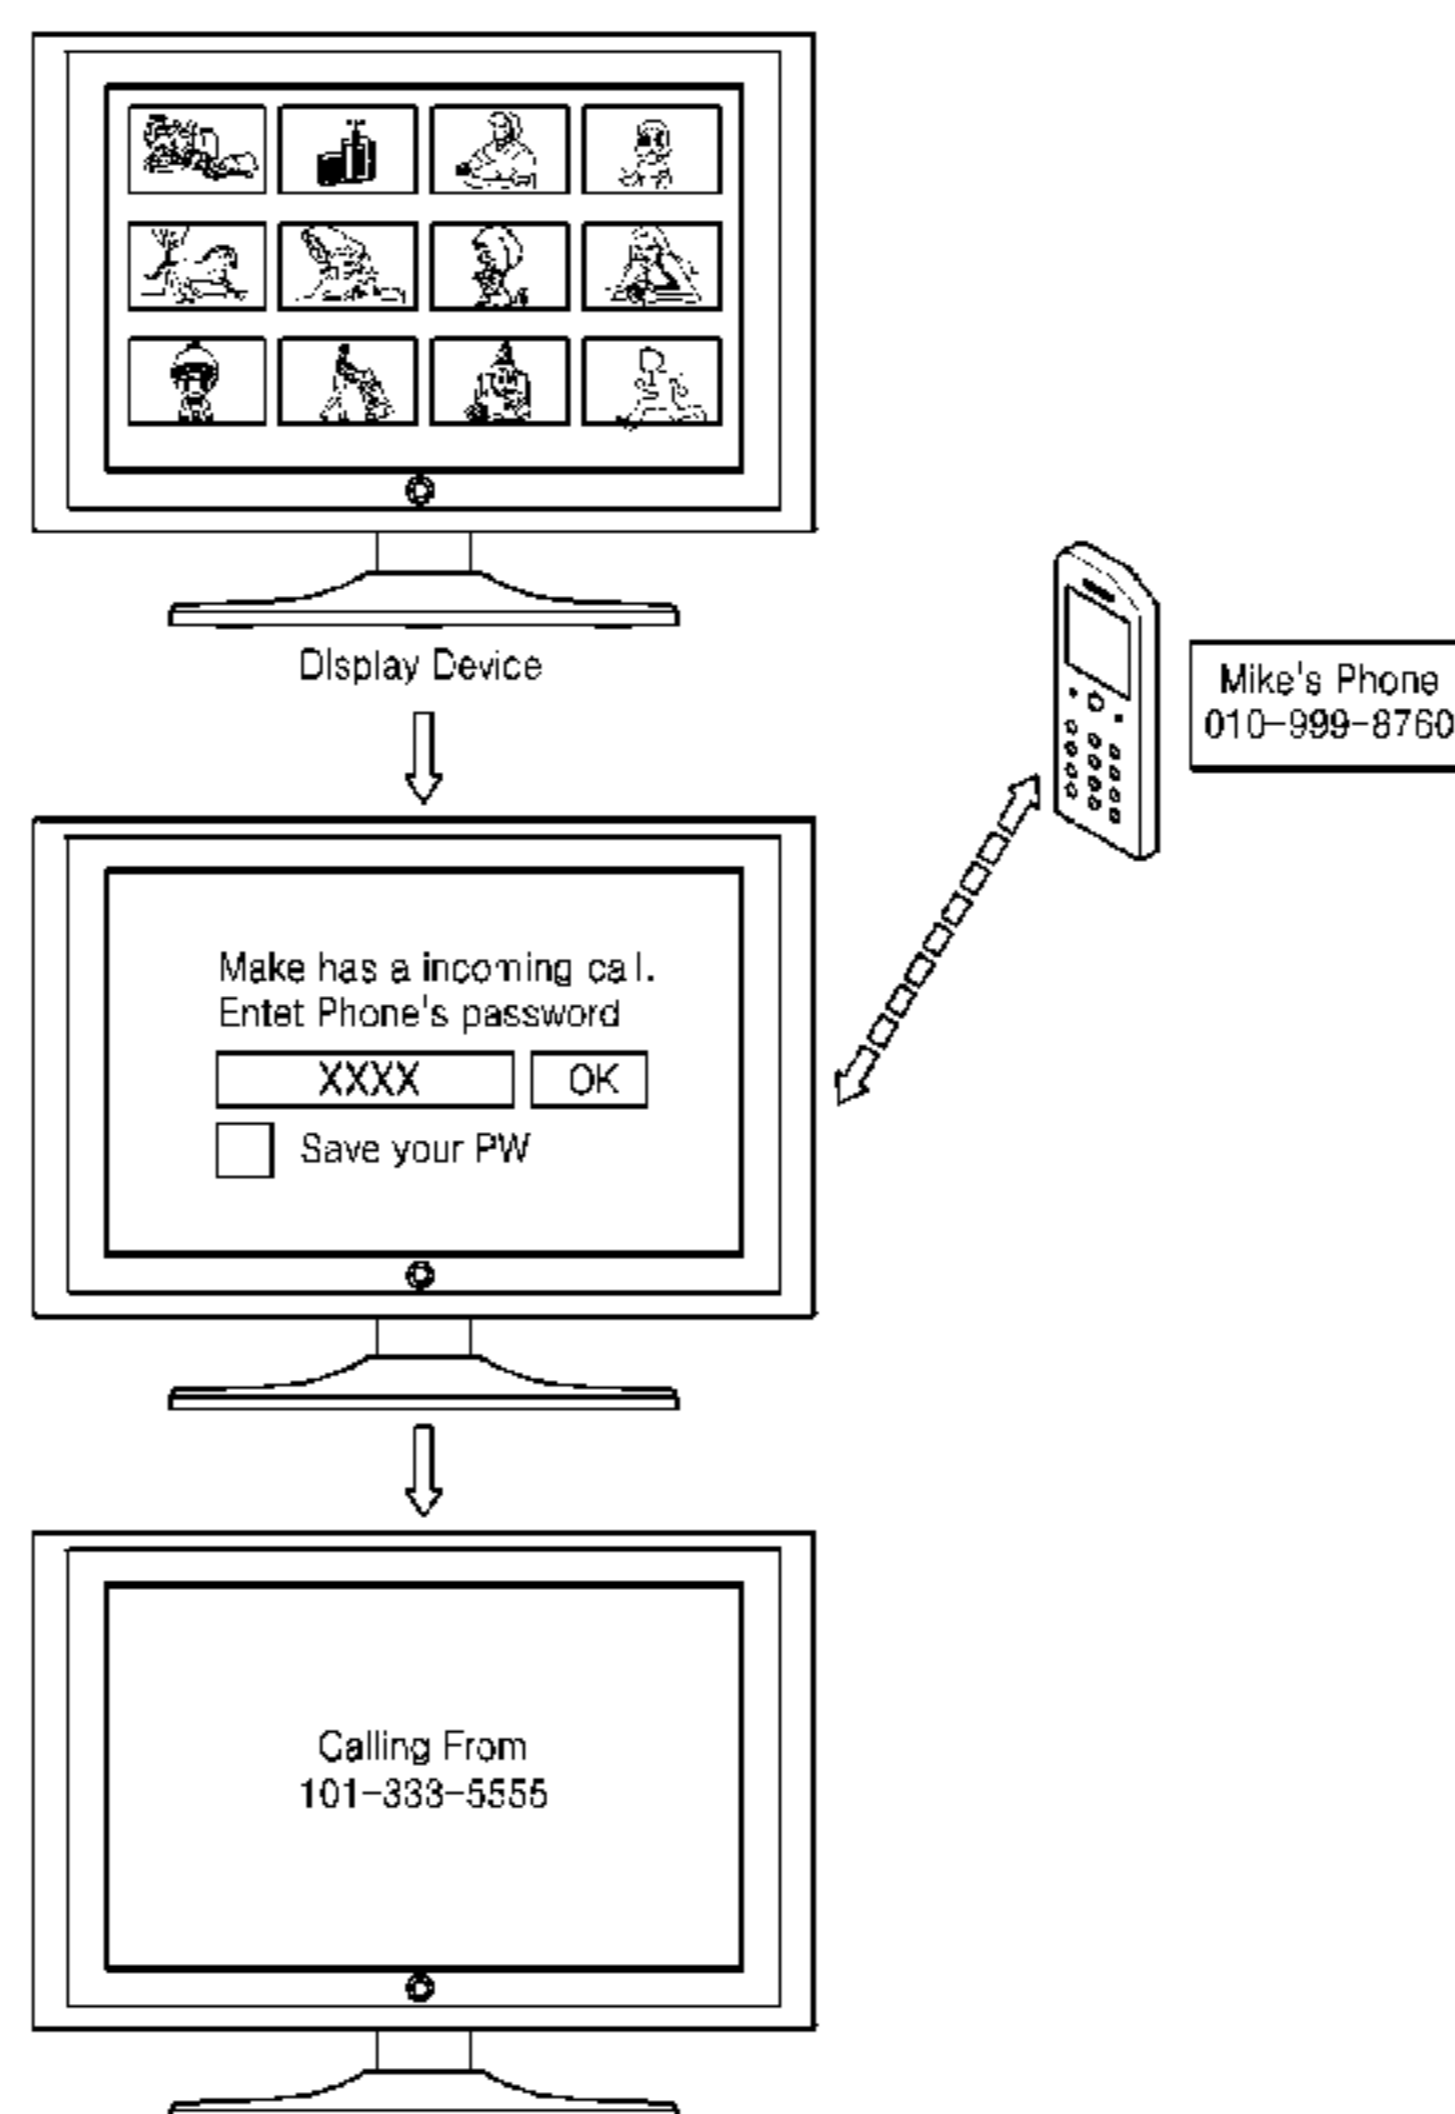 DIsplay Device
Mike's Phone
010-999-8760
Make has a incoming call.
Entet Phone's password
XXXX
OK
Save your PW
Calling From
101-333-5555